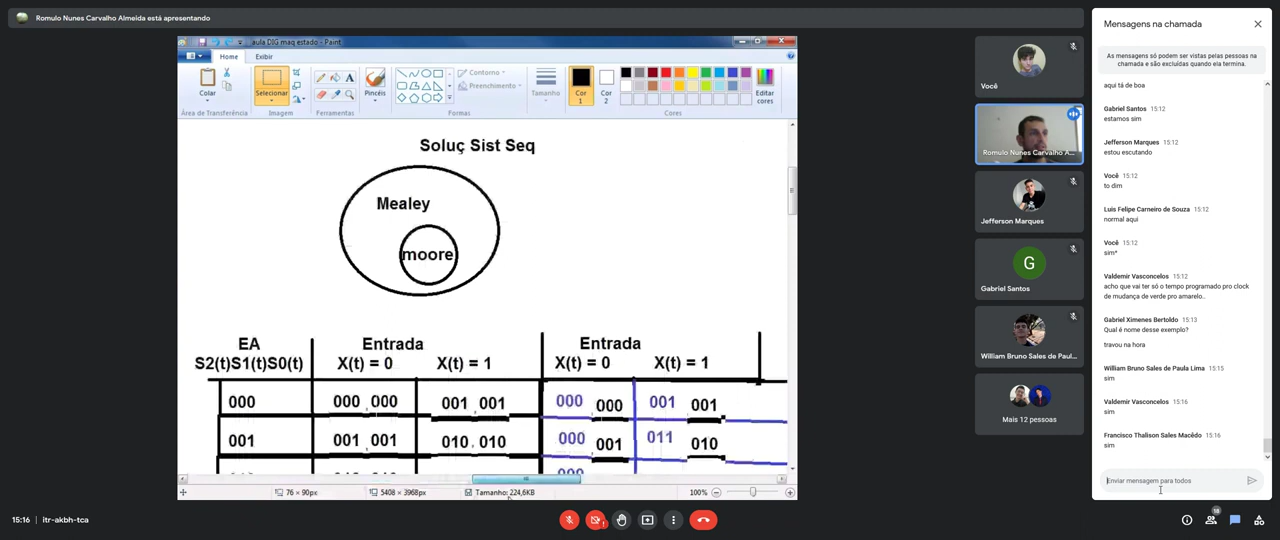 Romulo Nunes Carvalho Almeida está apresentando
aula DIG maq estado - Paint
Home
Exibir
Colar
Selecionar
Pincéis
Contorno
Preenchimento
Tamanho
Cor 1
Cor 2
Editar cores
Área de Transferência
Imagem
Ferramentas
Formas
Cores
Soluç Sist Seq
Mealey
moore
EA
Entrada
Entrada
S2(t)S1(t)S0(t)
X(t) = 0
X(t) = 1
X(t) = 0
X(t) = 1
000
000 000
001 001
000 000
001 001
001
001 001
010 010
000 001
011 010
76 × 90px
5408 × 3968px
Tamanho: 224,6KB
100%
Você
Romulo Nunes Carvalho A...
Jefferson Marques
G
Gabriel Santos
William Bruno Sales de Paul...
Mais 12 pessoas
Mensagens na chamada
As mensagens só podem ser vistas pelas pessoas na
chamada e são excluídas quando ela termina.
aqui tá de boa
Gabriel Santos 15:12
estamos sim
Jefferson Marques 15:12
estou escutando
Você 15:12
to dim
Luis Felipe Carneiro de Souza 15:12
normal aqui
Você 15:12
sim*
Valdemir Vasconcelos 15:12
acho que vai ter só o tempo programado pro clock
de mudança de verde pro amarelo..
Gabriel Ximenes Bertoldo 15:13
Qual é nome desse exemplo?
travou na hora
William Bruno Sales de Paula Lima 15:15
sim
Valdemir Vasconcelos 15:16
sim
Francisco Thalison Sales Macêdo 15:16
sim
Enviar mensagem para todos
15:16 | itr-akbh-tca
18